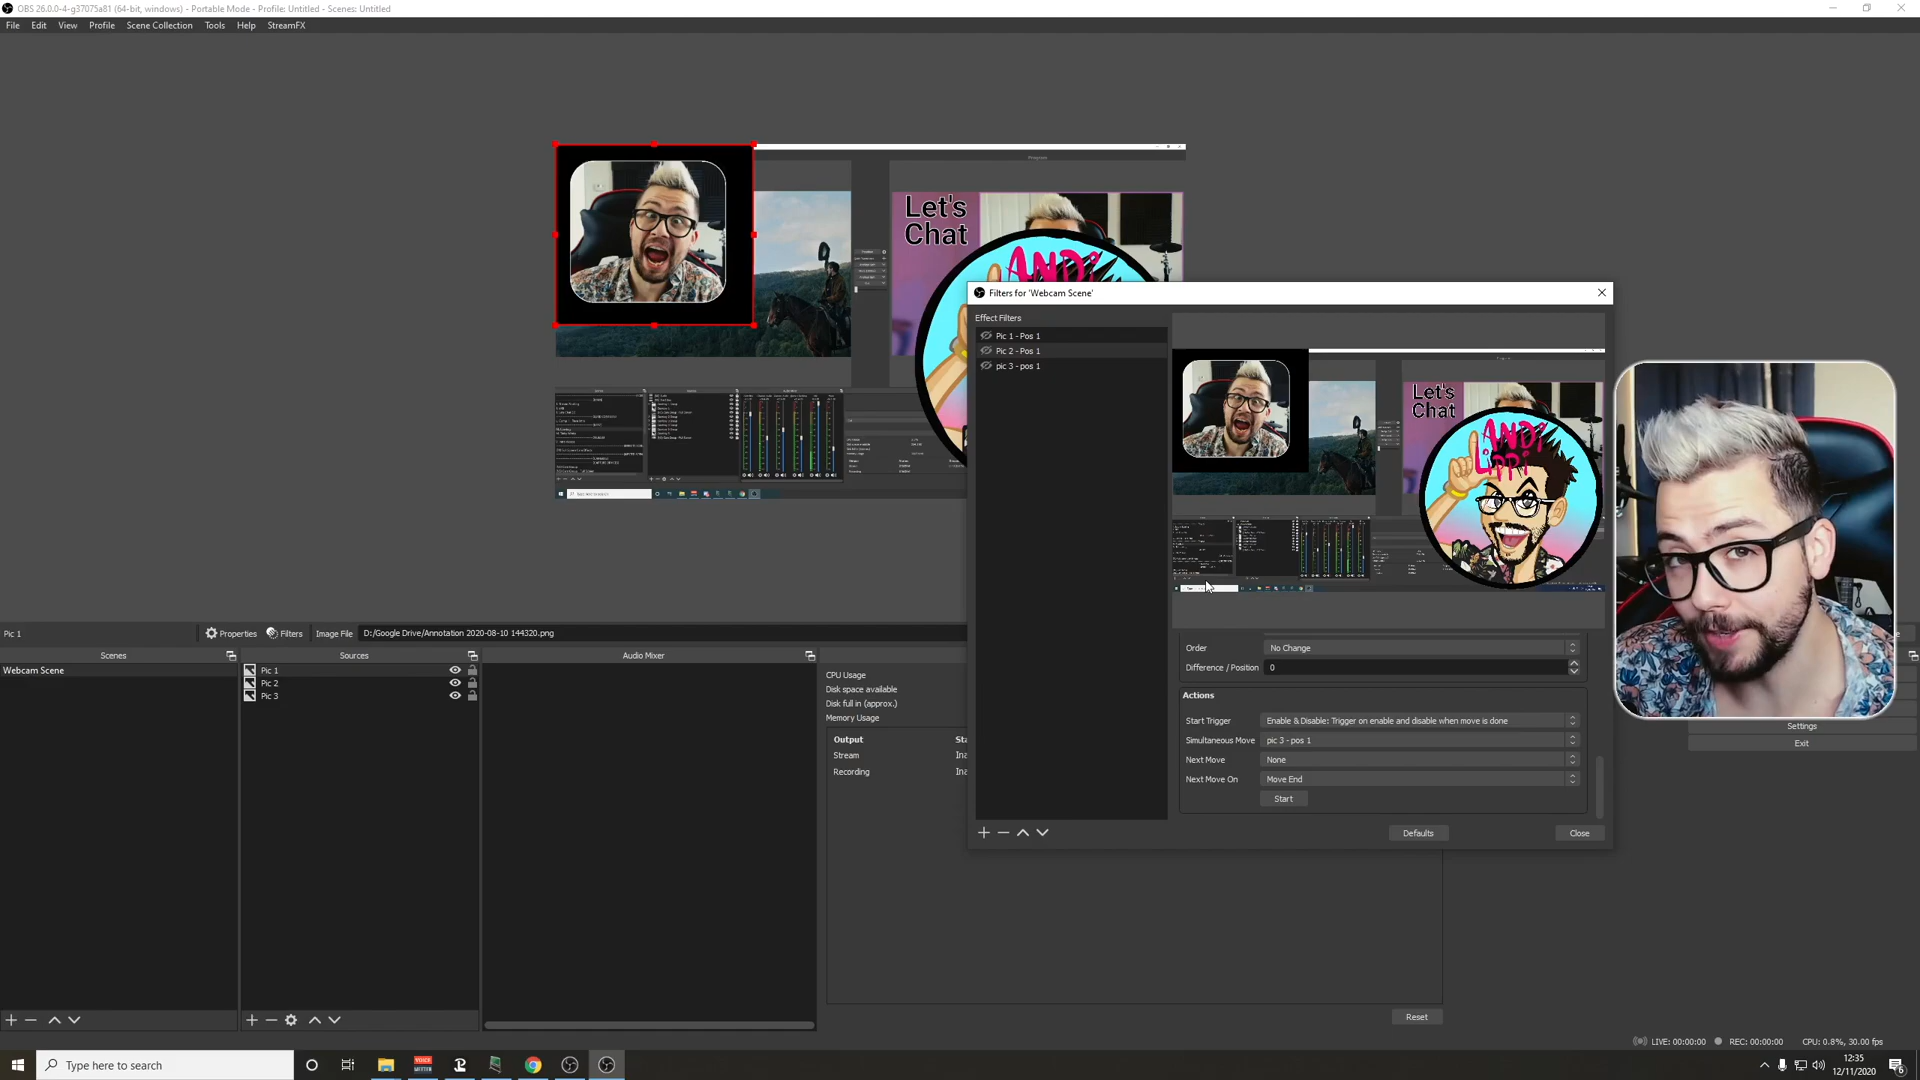 OBS 26.0.0-4-g37075a81 (64-bit, windows) - Portable Mode - Profile: Untitled - Scenes: Untitled
File Edit View Profile Scene Collection Tools Help StreamFX
Let's
Chat
ANDI
Filters for 'Webcam Scene'
Effect Filters
Pic 1 - Pos 1
Pic 2 - Pos 1
pic 3 - pos 1
Let's
Chat
ANDI
LIPPI
Order No Change
Difference / Position 0
Actions
Start Trigger Enable & Disable: Trigger on enable and disable when move is done
Simultaneous Move pic 3 - pos 1
Next Move None
Next Move On Move End
Start
Defaults
Close
Pic 1
Properties
Filters
Image File D:/Google Drive/Annotation 2020-08-10 144320.png
Scenes
Webcam Scene
Sources
Pic 1
Pic 2
Pic 3
Audio Mixer
CPU Usage
Disk space available
Disk full in (approx.)
Memory Usage
Output
Stream
Recording
Reset
Settings
Exit
LIVE: 00:00:00 REC: 00:00:00 CPU: 0.8%, 30.00 fps
Type here to search
12:35
12/11/2020
6